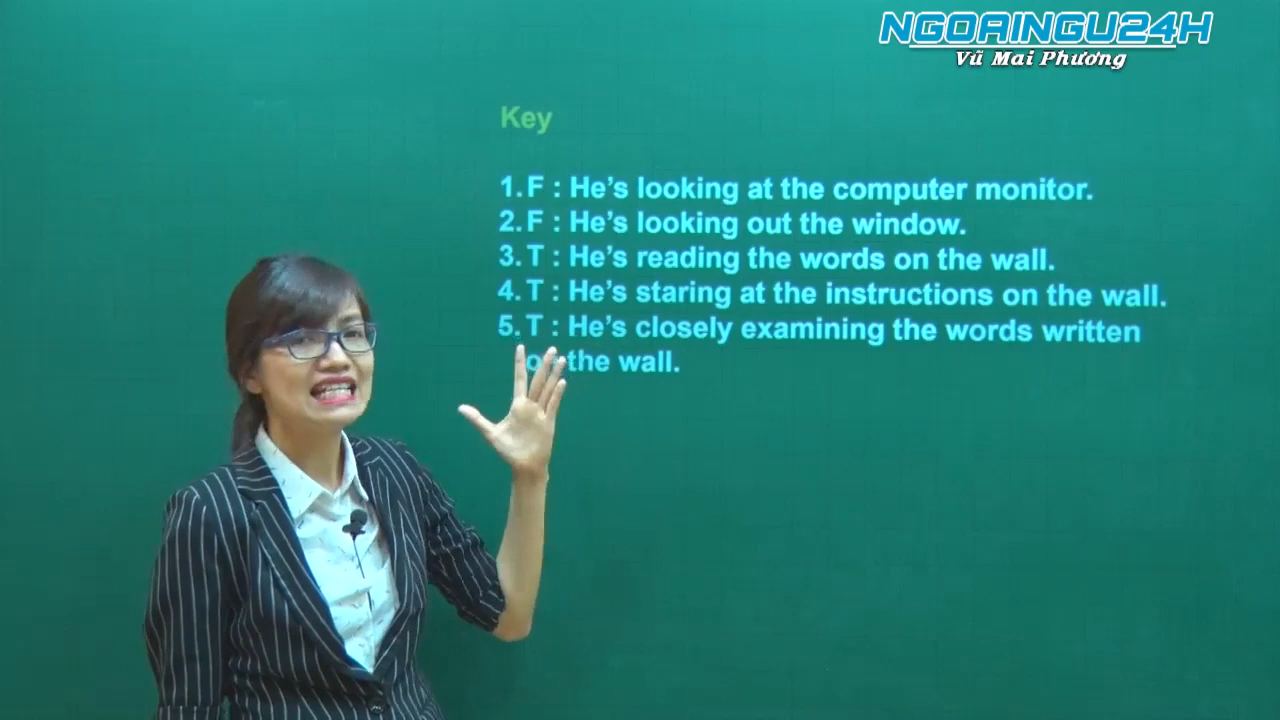 NGOAINGU24H
Vũ Mai Phương
Key
1. F : He's looking at the computer monitor.
2. F : He's looking out the window.
3. T : He's reading the words on the wall.
4. T : He's staring at the instructions on the wall.
5. T : He's closely examining the words written
on the wall.